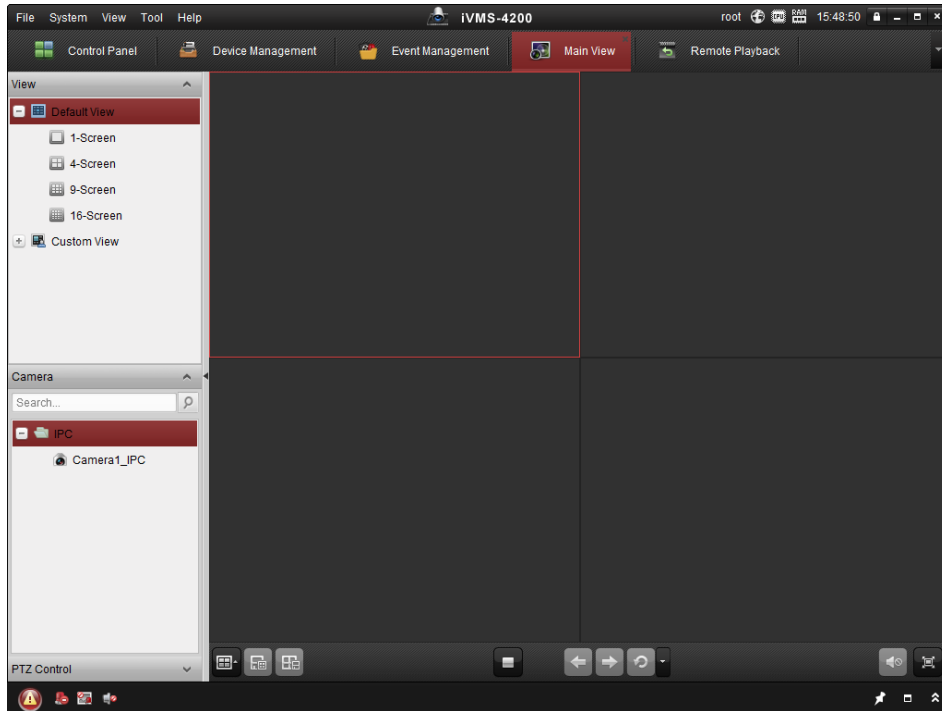 File System View Tool Help iVMS-4200 root CPU RAM 15:48:50
Control Panel Device Management Event Management Main View Remote Playback
View
Default View
1-Screen
4-Screen
9-Screen
16-Screen
Custom View
Camera
Search...
IPC
Camera1_IPC
PTZ Control